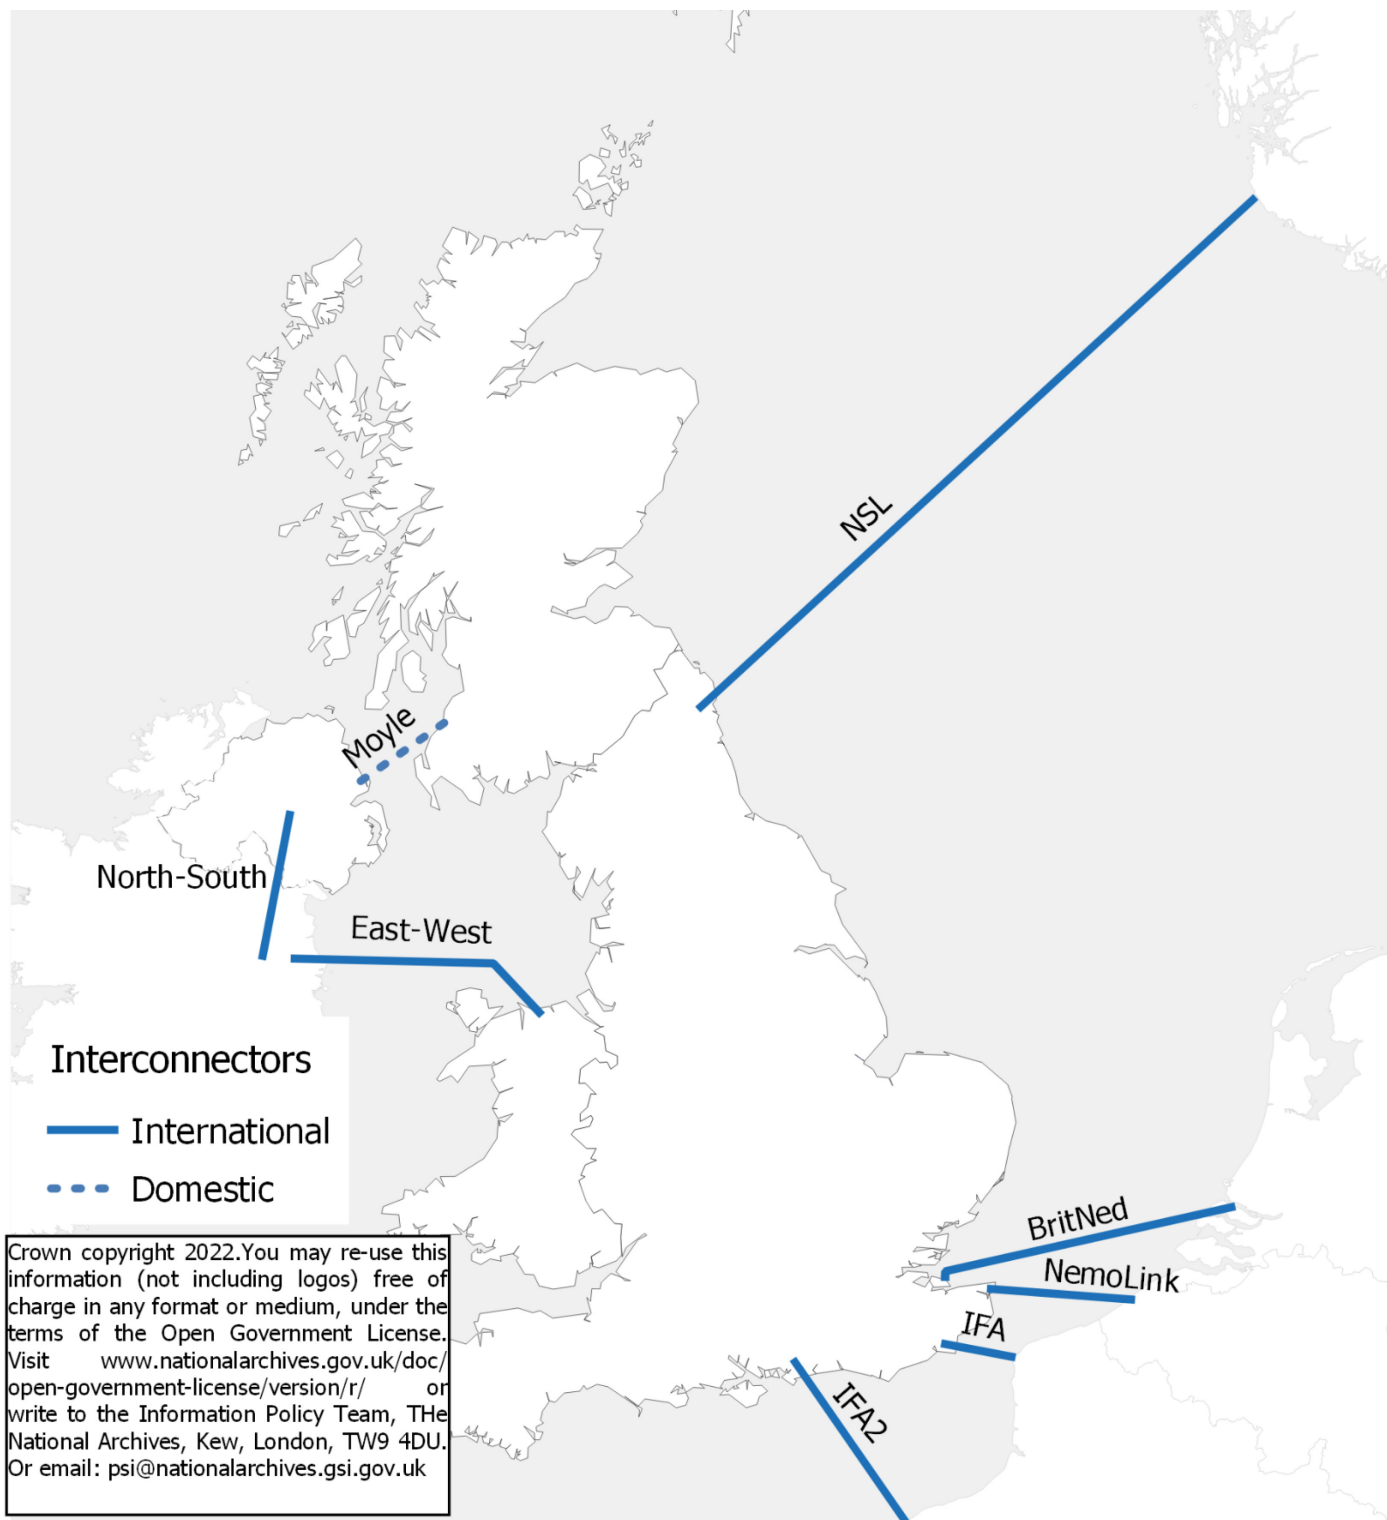 NSL
Moyle
North-South
East-West
Interconnectors
International
Domestic
BritNed
NemoLink
IFA
IFA2
Crown copyright 2022.You may re-use this
information (not including logos) free of
charge in any format or medium, under the
terms of the Open Government License.
Visit www.nationalarchives.gov.uk/doc/
open-government-license/version/r/ or
write to the Information Policy Team, THe
National Archives, Kew, London, TW9 4DU.
Or email: psi@nationalarchives.gsi.gov.uk